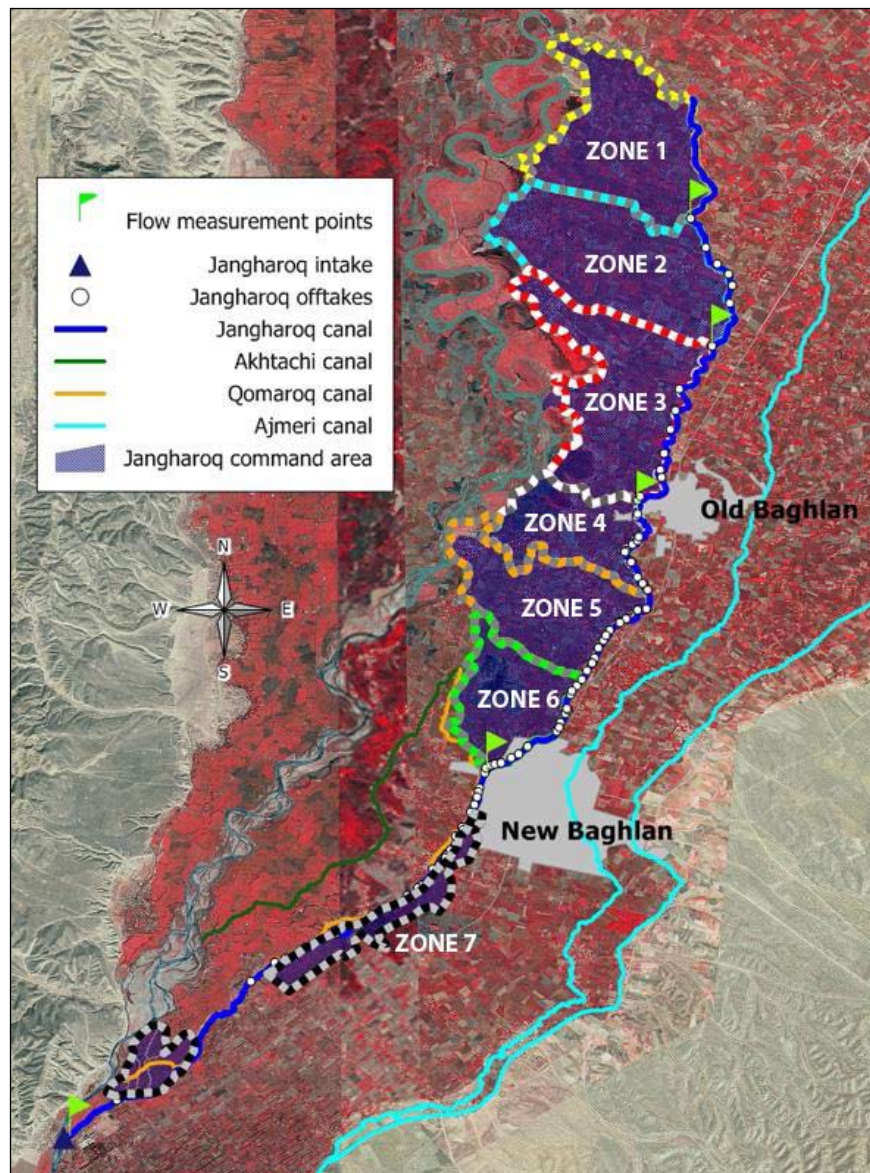 ZONE 1
Flow measurement points
Jangharoq intake
Jangharoq offtakes
Jangharoq canal
Akhtachi canal
Qomaroq canal
Ajmeri canal
Jangharoq command area
ZONE 2
ZONE 3
Old Baghlan
ZONE 4
N
W
E
S
ZONE 5
ZONE 6
New Baghlan
ZONE 7